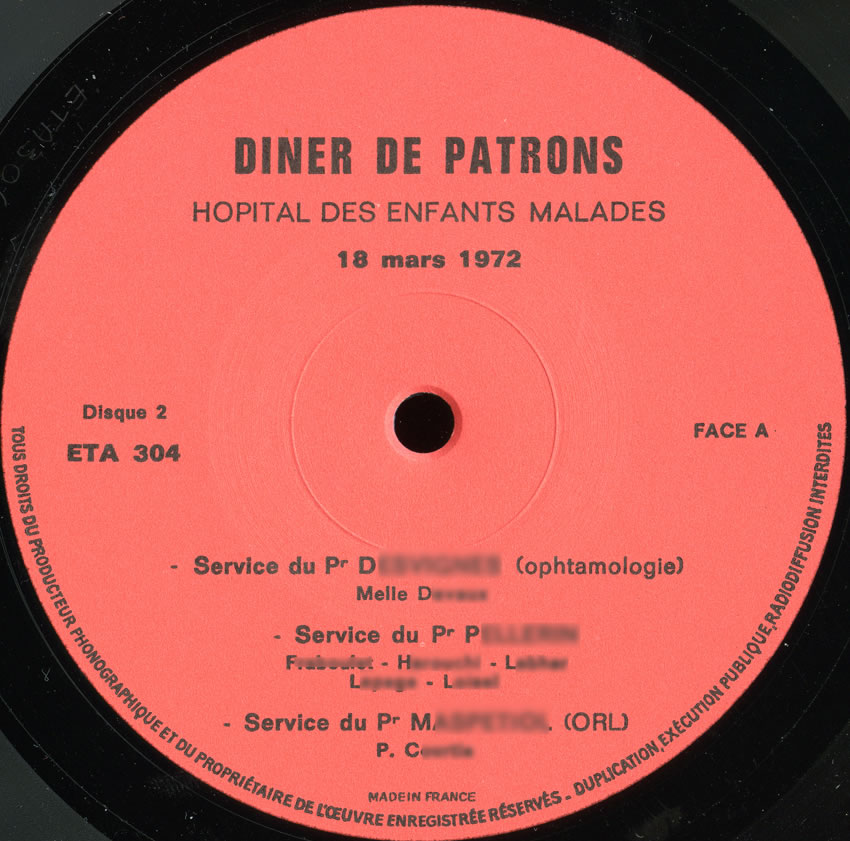 DINER DE PATRONS
HOPITAL DES ENFANTS MALADES
18 mars 1972
Disque 2
ETA 304
FACE A
- Service du Pr D (ophtamologie)
Melle D
- Service du Pr P
F - H - L
L - L
- Service du Pr M (ORL)
P. C
MADE IN FRANCE
TOUS DROITS DU PRODUCTEUR PHONOGRAPHIQUE ET DU PROPRIÉTAIRE DE L'ŒUVRE ENREGISTRÉE RÉSERVÉS - DUPLICATION, EXÉCUTION PUBLIQUE, RADIODIFFUSION INTERDITES